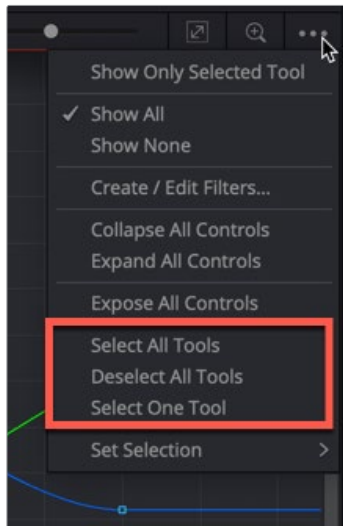 Show Only Selected Tool
Show All
Show None
Create / Edit Filters...
Collapse All Controls
Expand All Controls
Expose All Controls
Select All Tools
Deselect All Tools
Select One Tool
Set Selection